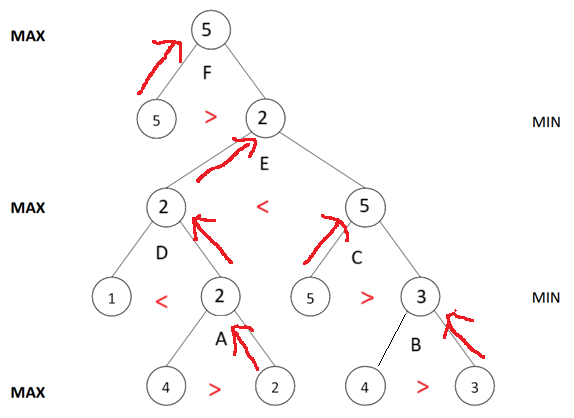 MAX 5
F
5 > 2 MIN
E
MAX 2 < 5
D C
1 < 2 5 > 3 MIN
A B
MAX 4 > 2 4 > 3